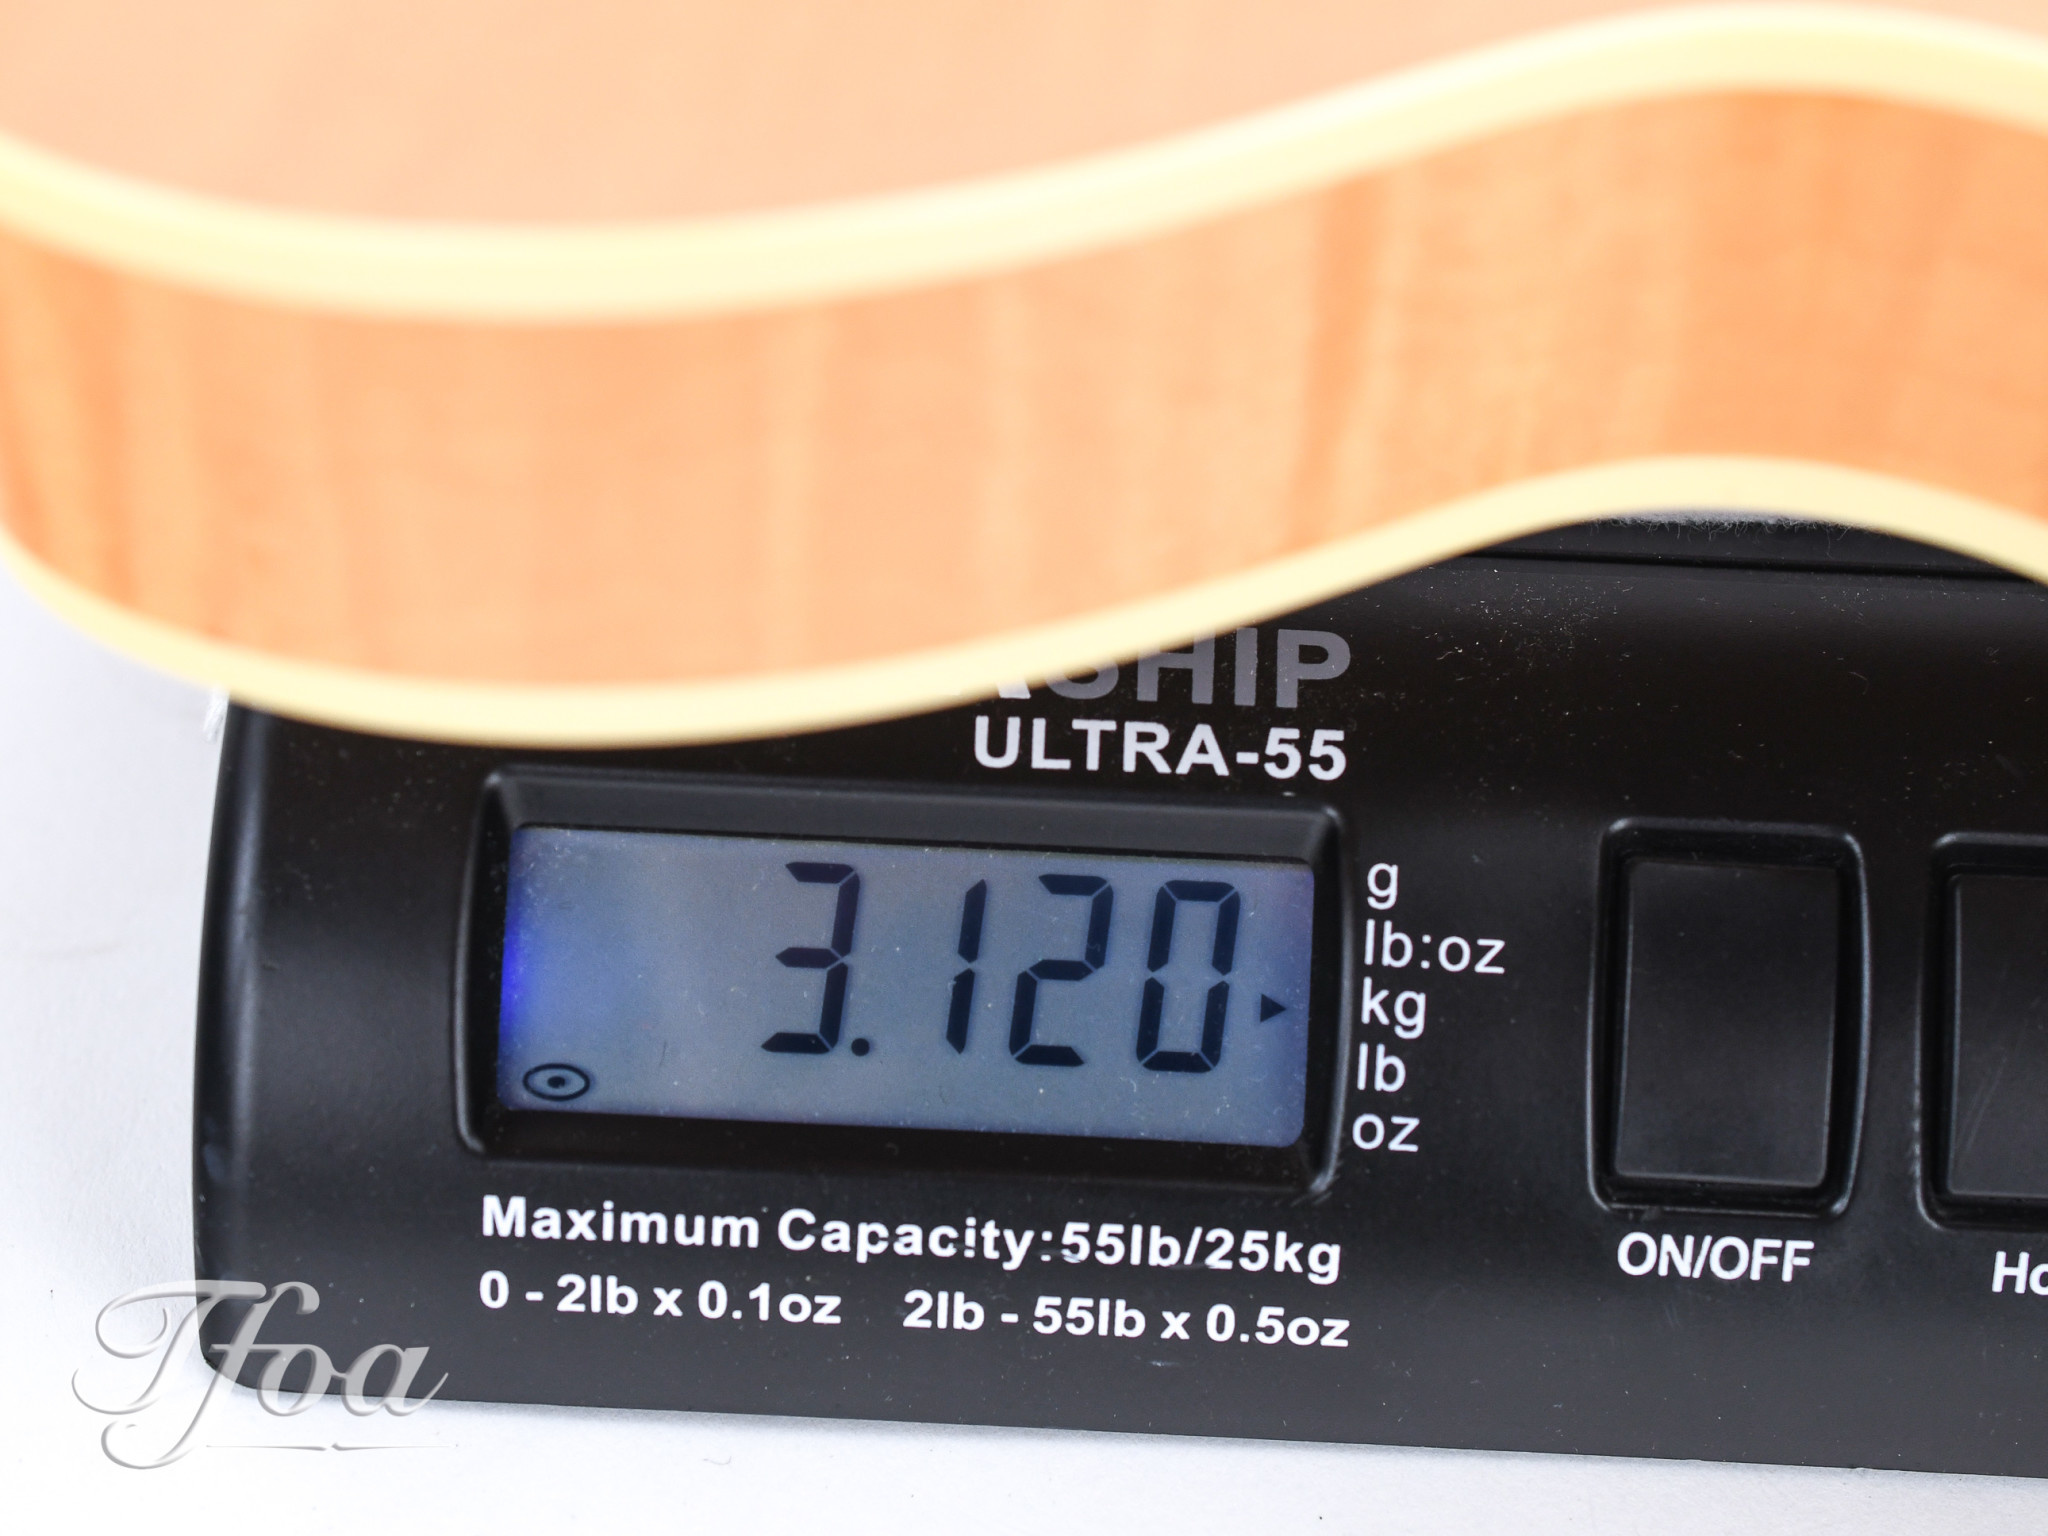 SHIP
ULTRA-55
3.120
g
lb:oz
kg
lb
oz
ON/OFF
Maximum Capacity:55lb/25kg
0 - 2lb x 0.1oz 2lb - 55lb x 0.5oz
Tfoa